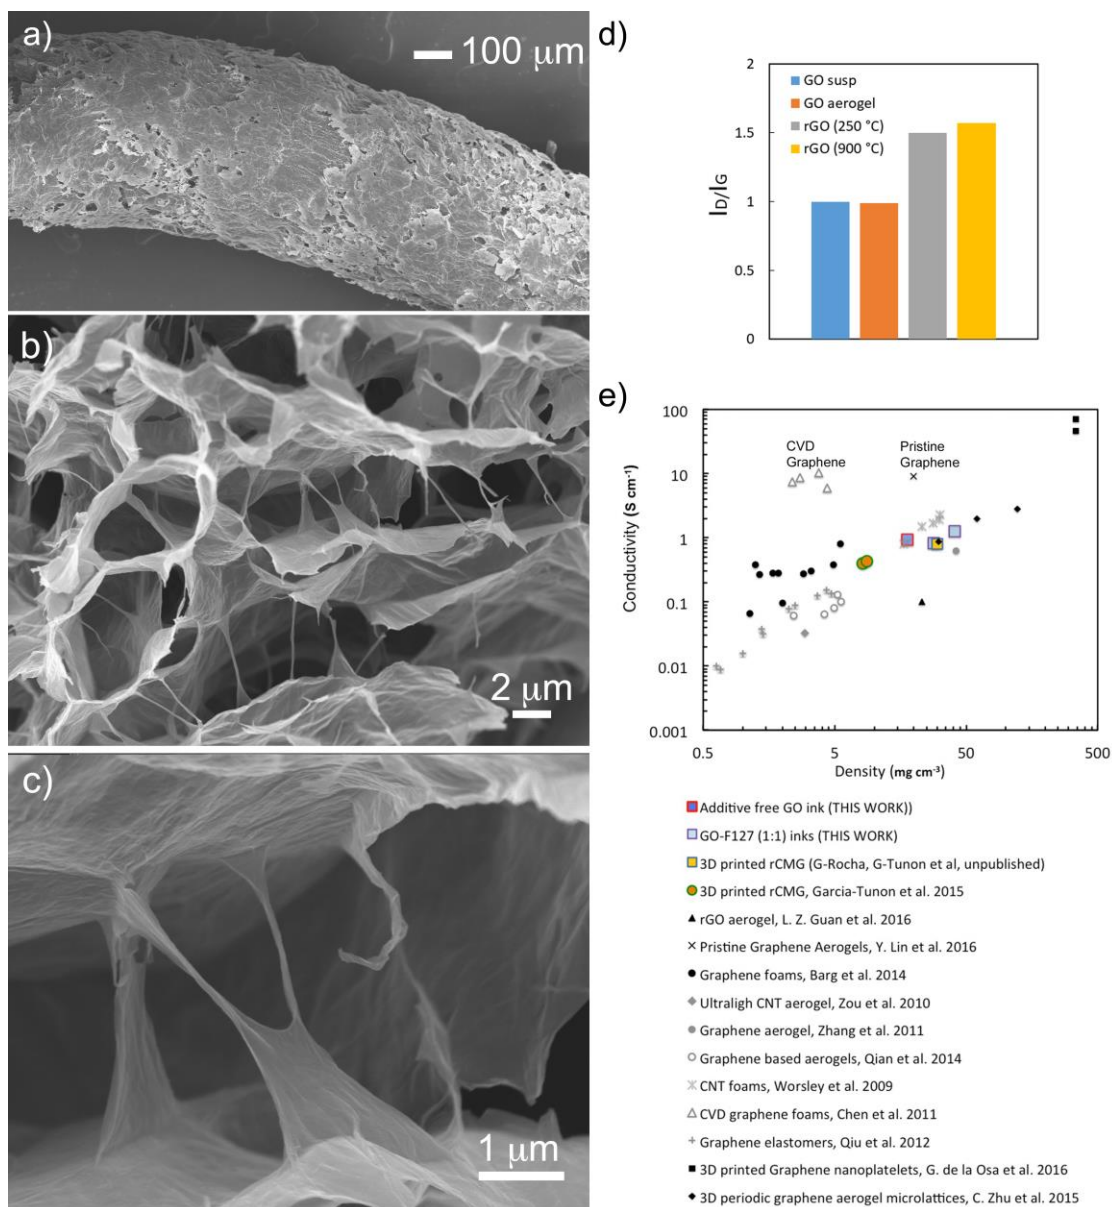 a)
100 μm
b)
2 μm
c)
1 μm
d)
2
1.5
1
0.5
0
I_D/I_G
GO susp
GO aerogel
rGO (250 °C)
rGO (900 °C)
e)
100
10
1
0.1
0.01
0.001
Conductivity (S cm⁻¹)
CVD
Graphene
Pristine
Graphene
0.5 5 50 500
Density (mg cm⁻³)
Additive free GO ink (THIS WORK))
GO-F127 (1:1) inks (THIS WORK)
3D printed rCMG (G-Rocha, G-Tunon et al, unpublished)
3D printed rCMG, Garcia-Tunon et al. 2015
rGO aerogel, L. Z. Guan et al. 2016
Pristine Graphene Aerogels, Y. Lin et al. 2016
Graphene foams, Barg et al. 2014
Ultraligh CNT aerogel, Zou et al. 2010
Graphene aerogel, Zhang et al. 2011
Graphene based aerogels, Qian et al. 2014
CNT foams, Worsley et al. 2009
CVD graphene foams, Chen et al. 2011
Graphene elastomers, Qiu et al. 2012
3D printed Graphene nanoplatelets, G. de la Osa et al. 2016
3D periodic graphene aerogel microlattices, C. Zhu et al. 2015